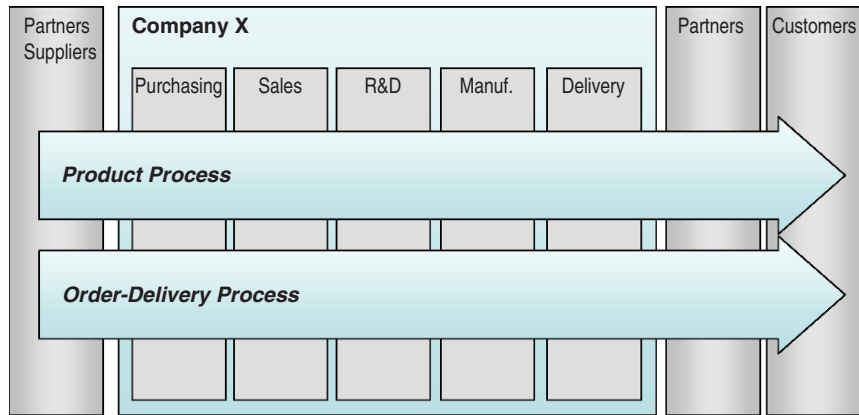 Partners
Suppliers
Company X
Partners
Customers
Purchasing
Sales
R&D
Manuf.
Delivery
Product Process
Order-Delivery Process